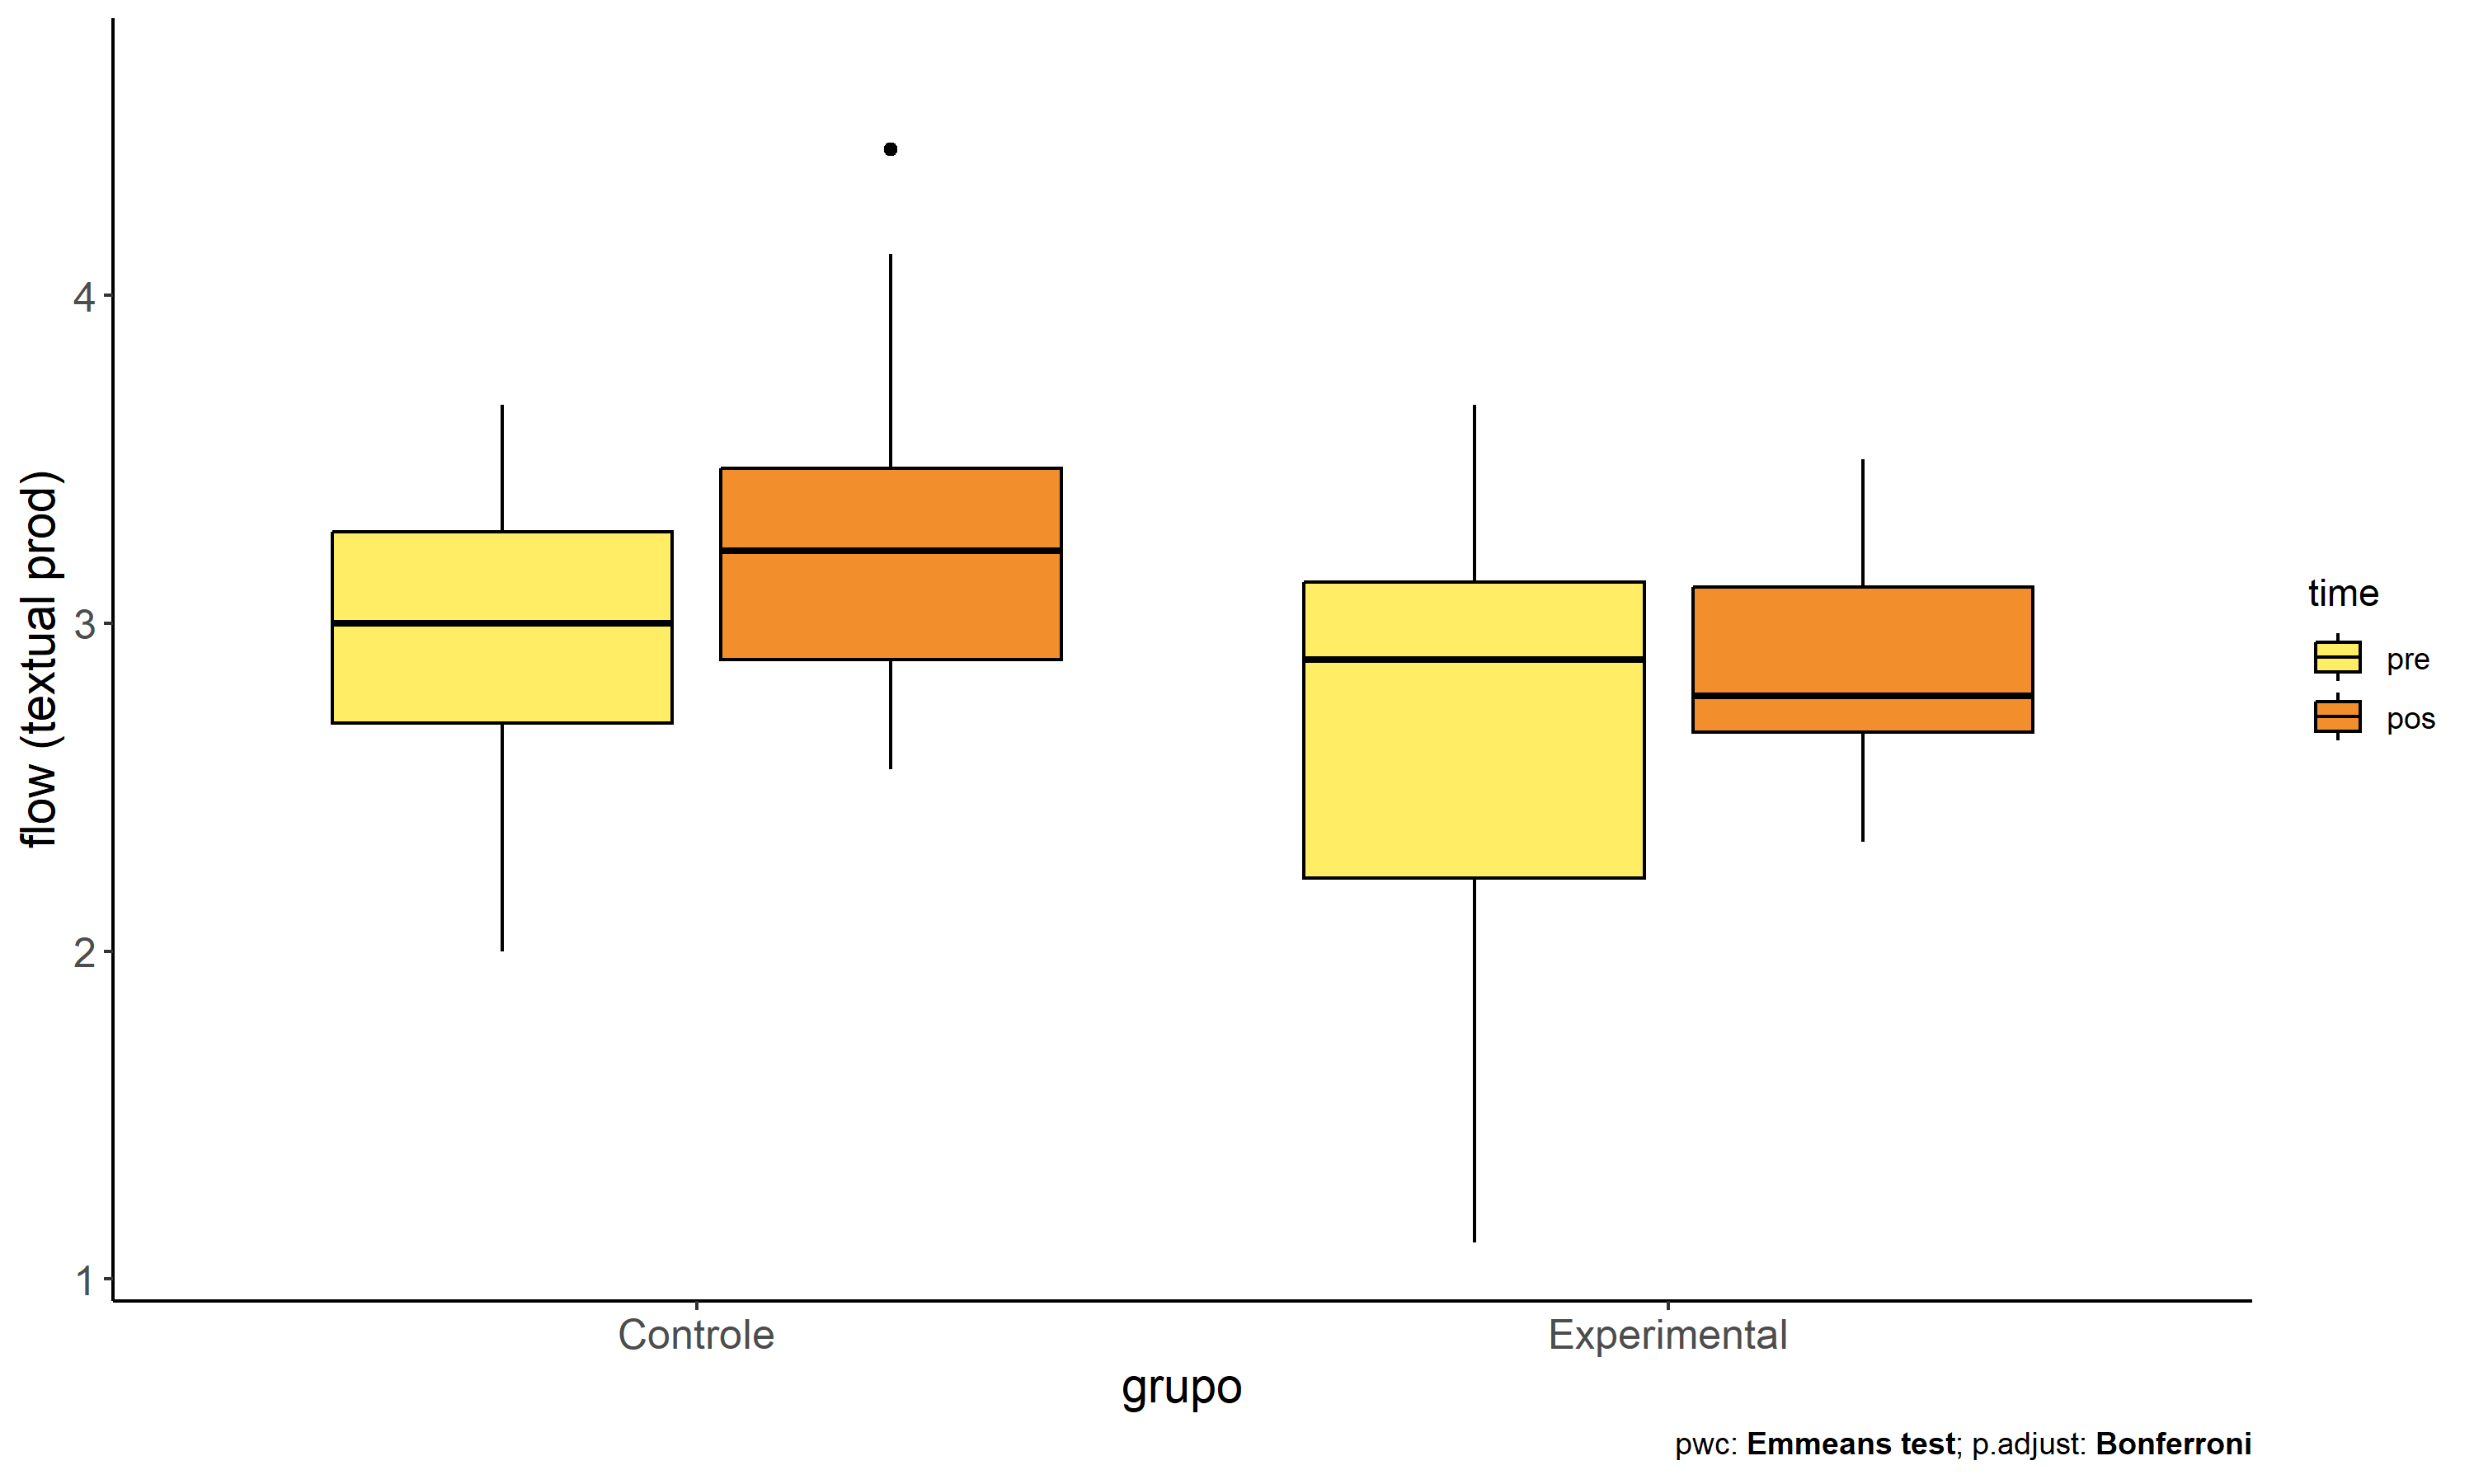 flow (textual prod)
4
3
2
1
Controle
Experimental
grupo
time
pre
pos
pwc: Emmeans test; p.adjust: Bonferroni